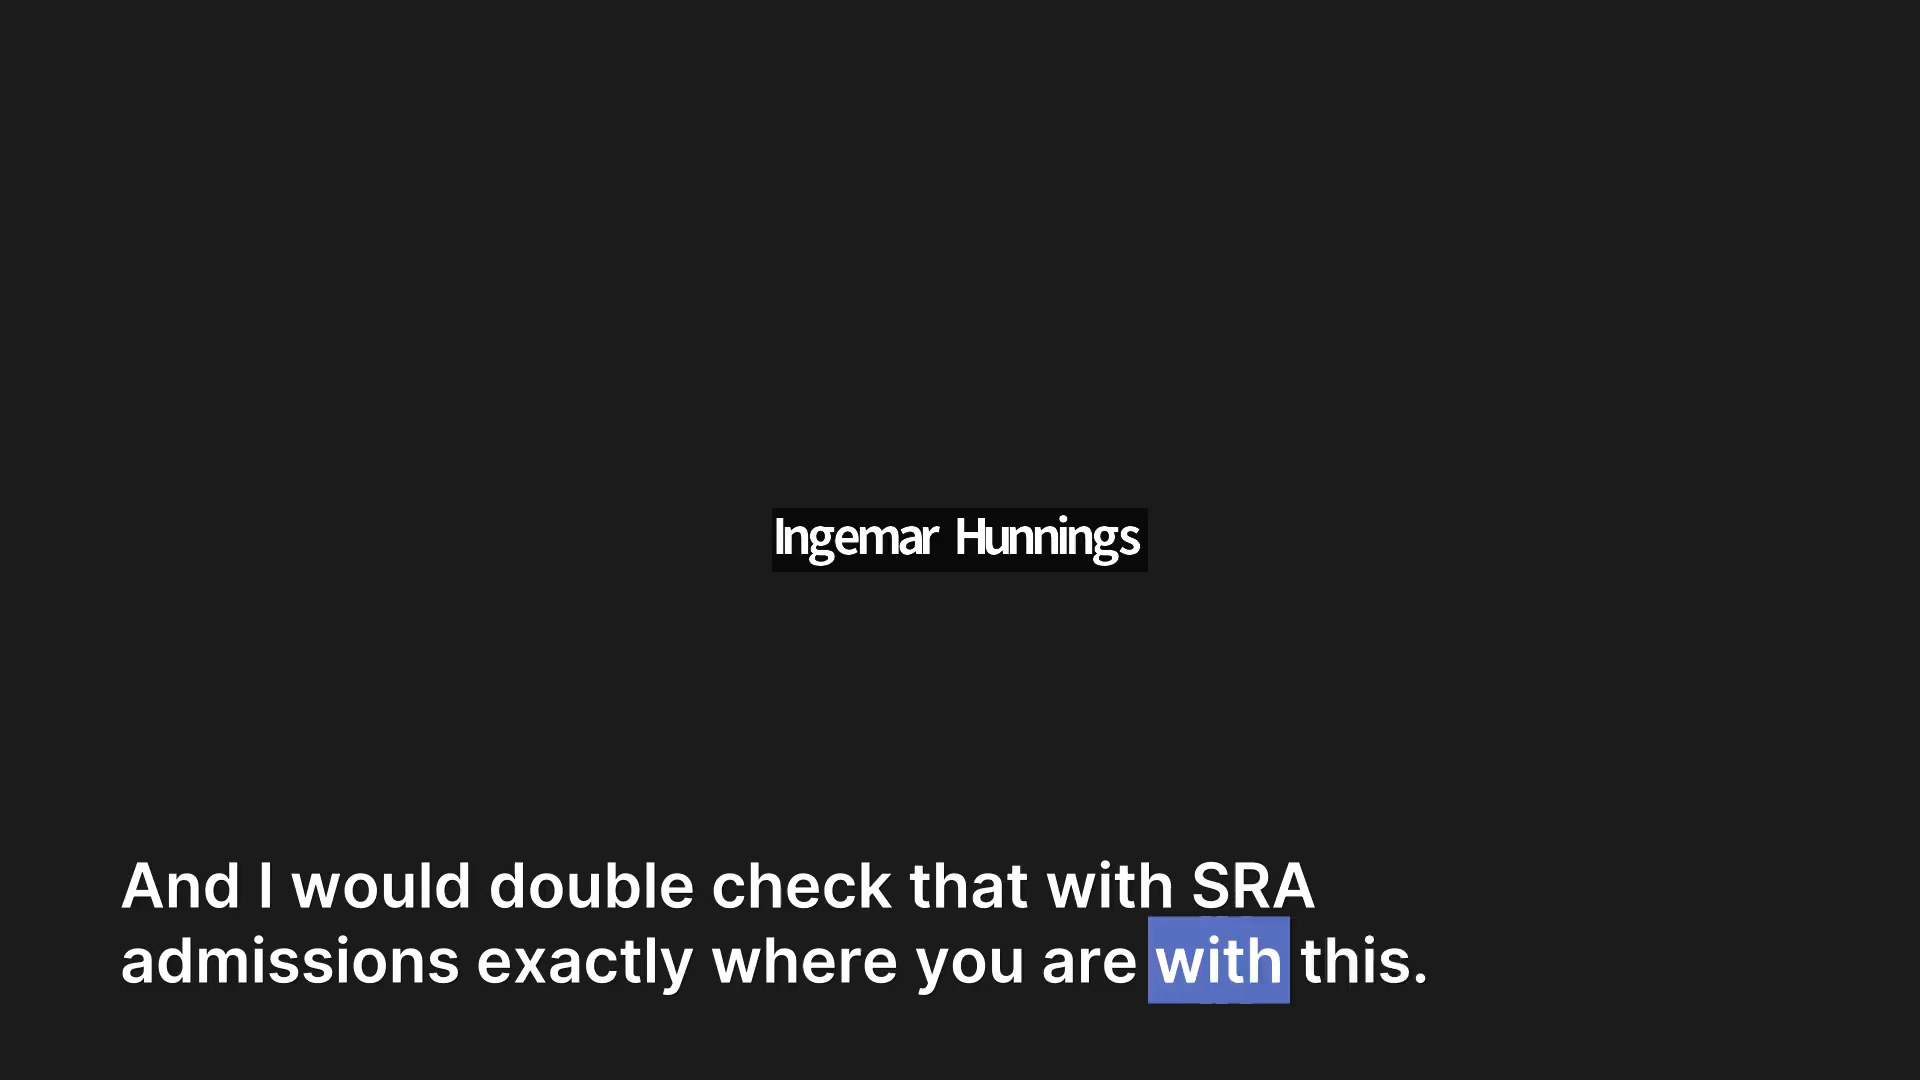 Ingemar Hunnings
And I would double check that with SRA
admissions exactly where you are with this.